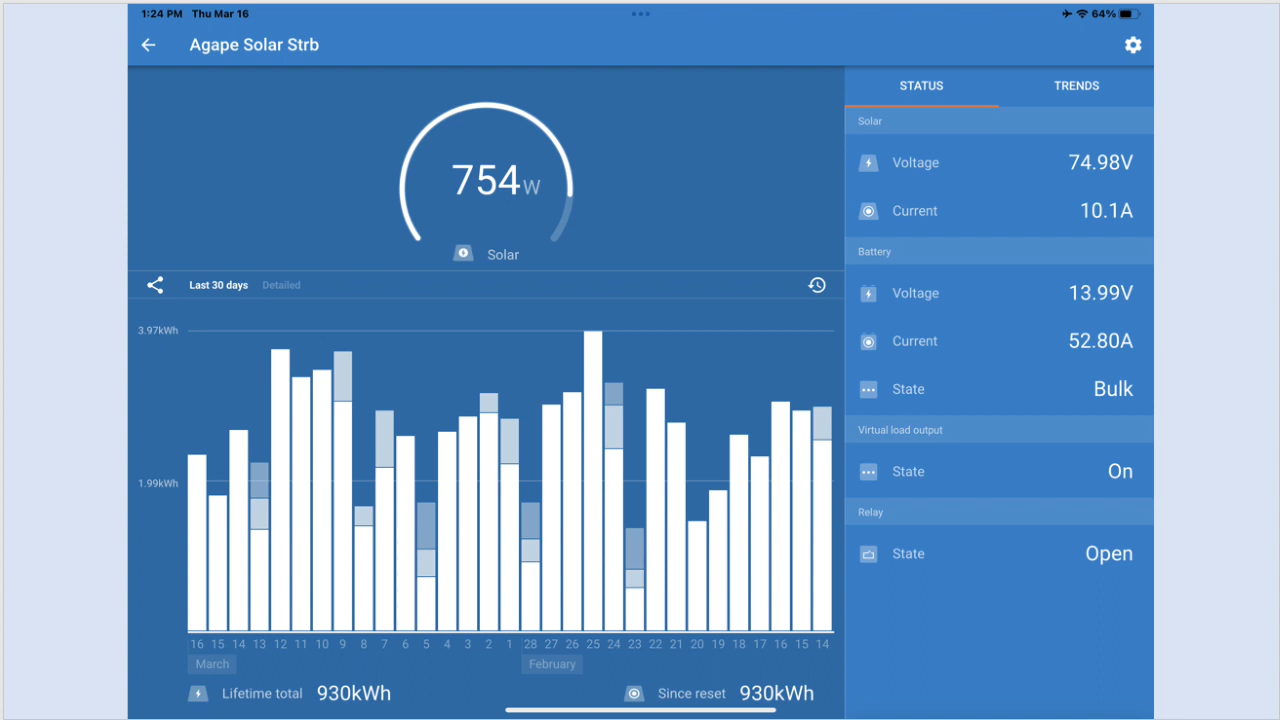 1:24 PM Thu Mar 16
64%
Agape Solar Strb
754W
Solar
Last 30 days Detailed
3.97kWh
1.99kWh
16 15 14 13 12 11 10 9 8 7 6 5 4 3 2 1 28 27 26 25 24 23 22 21 20 19 18 17 16 15 14
March February
Lifetime total 930kWh Since reset 930kWh
STATUS TRENDS
Solar
Voltage 74.98V
Current 10.1A
Battery
Voltage 13.99V
Current 52.80A
State Bulk
Virtual load output
State On
Relay
State Open